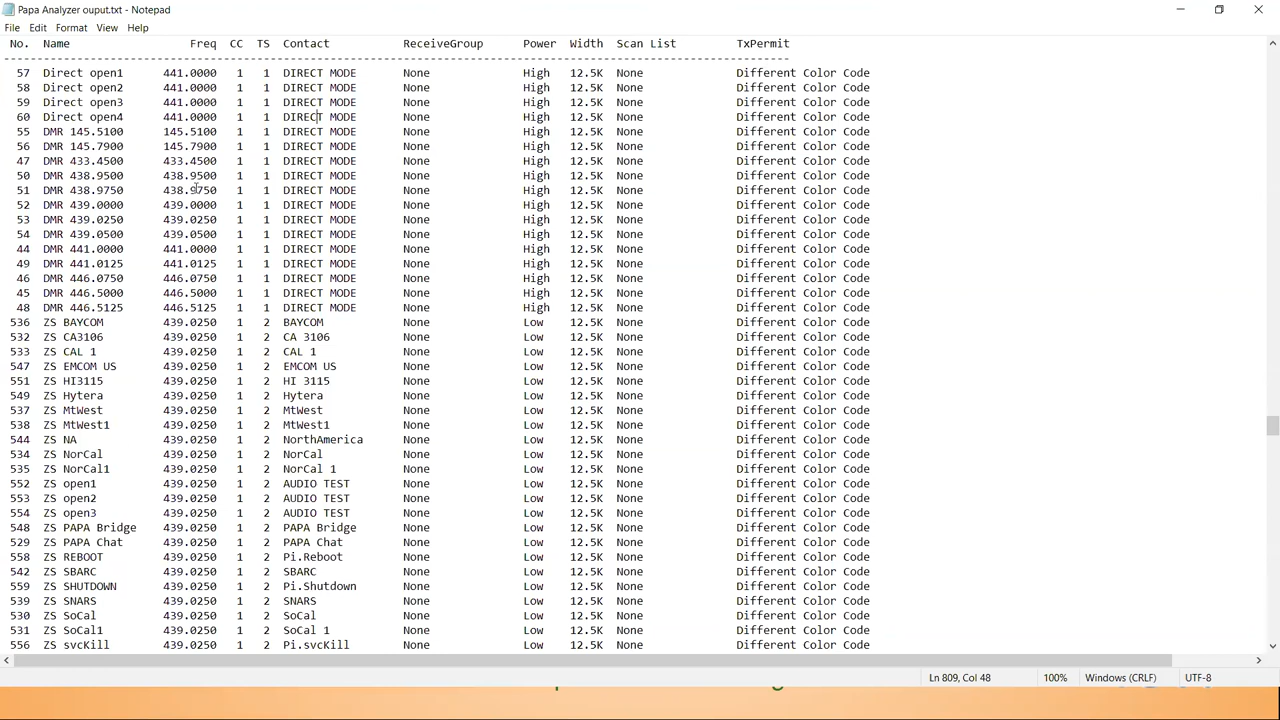 Papa Analyzer ouput.txt - Notepad
File Edit Format View Help
No. Name Freq CC TS Contact ReceiveGroup Power Width Scan List TxPermit
57 Direct open1 441.0000 1 1 DIRECT MODE None High 12.5K None Different Color Code
58 Direct open2 441.0000 1 1 DIRECT MODE None High 12.5K None Different Color Code
59 Direct open3 441.0000 1 1 DIRECT MODE None High 12.5K None Different Color Code
60 Direct open4 441.0000 1 1 DIRECT MODE None High 12.5K None Different Color Code
55 DMR 145.5100 145.5100 1 1 DIRECT MODE None High 12.5K None Different Color Code
56 DMR 145.7900 145.7900 1 1 DIRECT MODE None High 12.5K None Different Color Code
47 DMR 433.4500 433.4500 1 1 DIRECT MODE None High 12.5K None Different Color Code
50 DMR 438.9500 438.9500 1 1 DIRECT MODE None High 12.5K None Different Color Code
51 DMR 438.9750 438.9750 1 1 DIRECT MODE None High 12.5K None Different Color Code
52 DMR 439.0000 439.0000 1 1 DIRECT MODE None High 12.5K None Different Color Code
53 DMR 439.0250 439.0250 1 1 DIRECT MODE None High 12.5K None Different Color Code
54 DMR 439.0500 439.0500 1 1 DIRECT MODE None High 12.5K None Different Color Code
44 DMR 441.0000 441.0000 1 1 DIRECT MODE None High 12.5K None Different Color Code
49 DMR 441.0125 441.0125 1 1 DIRECT MODE None High 12.5K None Different Color Code
46 DMR 446.0750 446.0750 1 1 DIRECT MODE None High 12.5K None Different Color Code
45 DMR 446.5000 446.5000 1 1 DIRECT MODE None High 12.5K None Different Color Code
48 DMR 446.5125 446.5125 1 1 DIRECT MODE None High 12.5K None Different Color Code
536 ZS BAYCOM 439.0250 1 2 BAYCOM None Low 12.5K None Different Color Code
532 ZS CA3106 439.0250 1 2 CA 3106 None Low 12.5K None Different Color Code
533 ZS CAL 1 439.0250 1 2 CAL 1 None Low 12.5K None Different Color Code
547 ZS EMCOM US 439.0250 1 2 EMCOM US None Low 12.5K None Different Color Code
551 ZS HI3115 439.0250 1 2 HI 3115 None Low 12.5K None Different Color Code
549 ZS Hytera 439.0250 1 2 Hytera None Low 12.5K None Different Color Code
537 ZS MtWest 439.0250 1 2 MtWest None Low 12.5K None Different Color Code
538 ZS MtWest1 439.0250 1 2 MtWest1 None Low 12.5K None Different Color Code
544 ZS NA 439.0250 1 2 NorthAmerica None Low 12.5K None Different Color Code
534 ZS NorCal 439.0250 1 2 NorCal None Low 12.5K None Different Color Code
535 ZS NorCal1 439.0250 1 2 NorCal 1 None Low 12.5K None Different Color Code
552 ZS open1 439.0250 1 2 AUDIO TEST None Low 12.5K None Different Color Code
553 ZS open2 439.0250 1 2 AUDIO TEST None Low 12.5K None Different Color Code
554 ZS open3 439.0250 1 2 AUDIO TEST None Low 12.5K None Different Color Code
548 ZS PAPA Bridge 439.0250 1 2 PAPA Bridge None Low 12.5K None Different Color Code
529 ZS PAPA Chat 439.0250 1 2 PAPA Chat None Low 12.5K None Different Color Code
558 ZS REBOOT 439.0250 1 2 Pi.Reboot None Low 12.5K None Different Color Code
542 ZS SBARC 439.0250 1 2 SBARC None Low 12.5K None Different Color Code
559 ZS SHUTDOWN 439.0250 1 2 Pi.Shutdown None Low 12.5K None Different Color Code
539 ZS SNARS 439.0250 1 2 SNARS None Low 12.5K None Different Color Code
530 ZS SoCal 439.0250 1 2 SoCal None Low 12.5K None Different Color Code
531 ZS SoCal1 439.0250 1 2 SoCal 1 None Low 12.5K None Different Color Code
556 ZS svcKill 439.0250 1 2 Pi.svcKill None Low 12.5K None Different Color Code
Ln 809, Col 48 100% Windows (CRLF) UTF-8